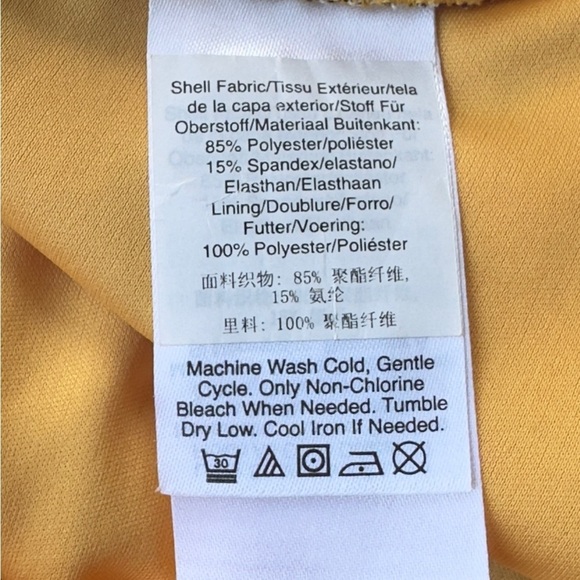 Shell Fabric/Tissu Extérieur/tela
de la capa exterior/Stoff Für
Oberstoff/Materiaal Buitenkant:
85% Polyester/poliéster
15% Spandex/elastano/
Elasthan/Elasthaan
Lining/Doublure/Forro/
Futter/Voering:
100% Polyester/Poliéster
面料织物: 85% 聚酯纤维,
15% 氨纶
里料: 100% 聚酯纤维
Machine Wash Cold, Gentle
Cycle. Only Non-Chlorine
Bleach When Needed. Tumble
Dry Low. Cool Iron If Needed.
30